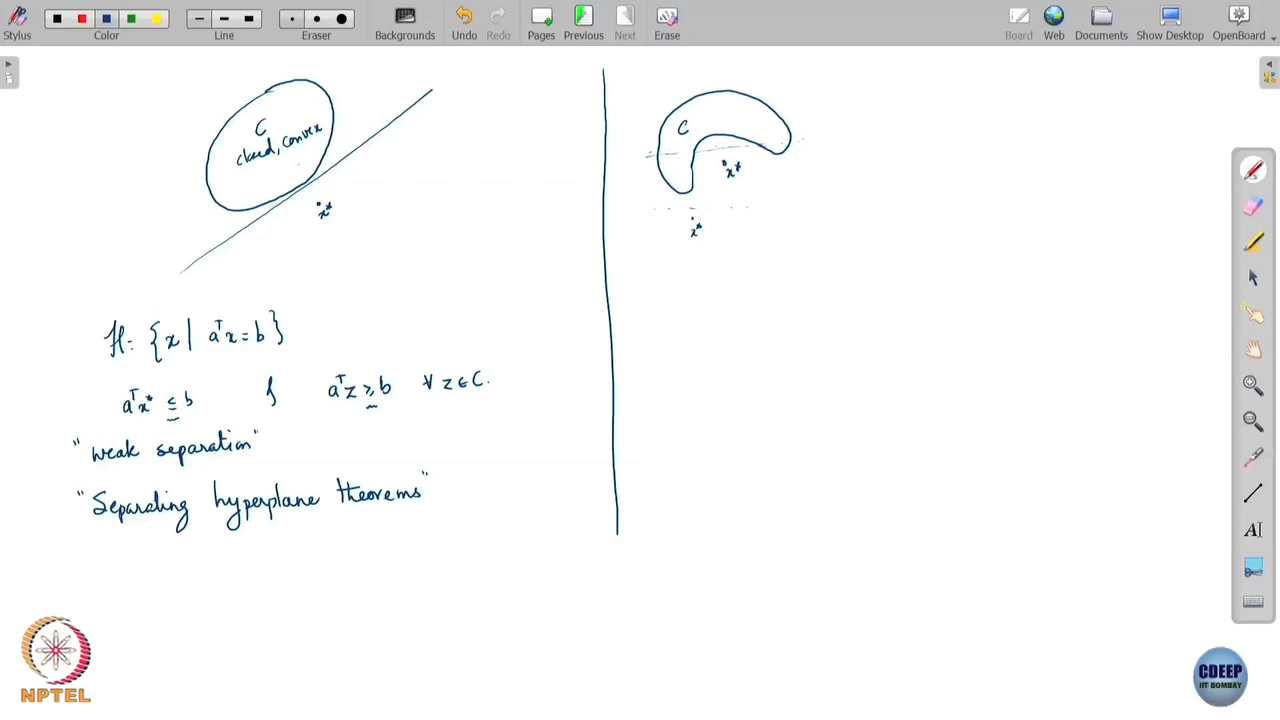 Stylus
Color
Line
Eraser
Backgrounds
Undo
Redo
Pages
Previous
Next
Erase
Board
Web
Documents
Show Desktop
OpenBoard
C
closed, convex
x*
H = {x | aᵀx = b}
aᵀx* ≤ b & aᵀz ≥ b ∀ z ∈ C.
"weak separation"
"Separating hyperplane theorems"
C
x*
x*
NPTEL
CDEEP
IIT BOMBAY